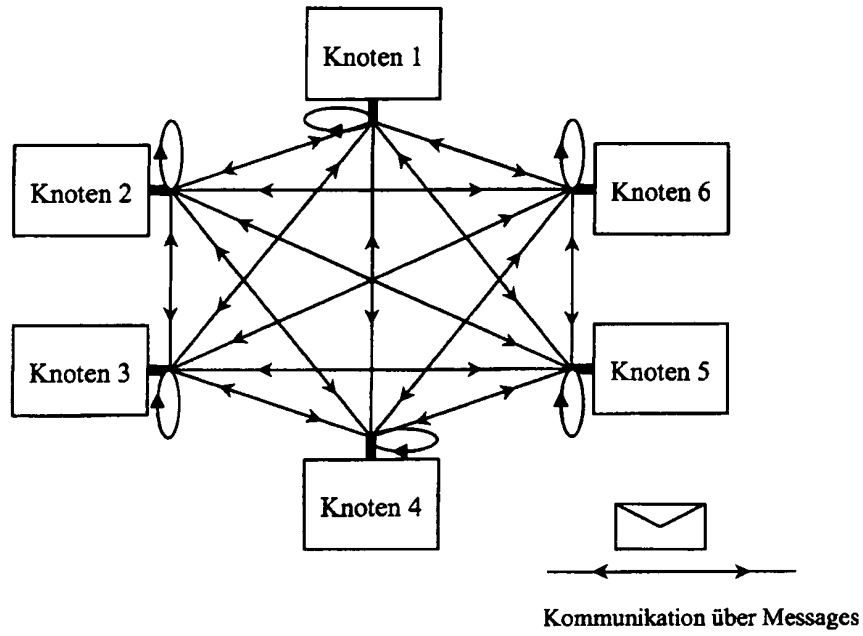 Knoten 1
Knoten 2
Knoten 6
Knoten 3
Knoten 5
Knoten 4
Kommunikation über Messages